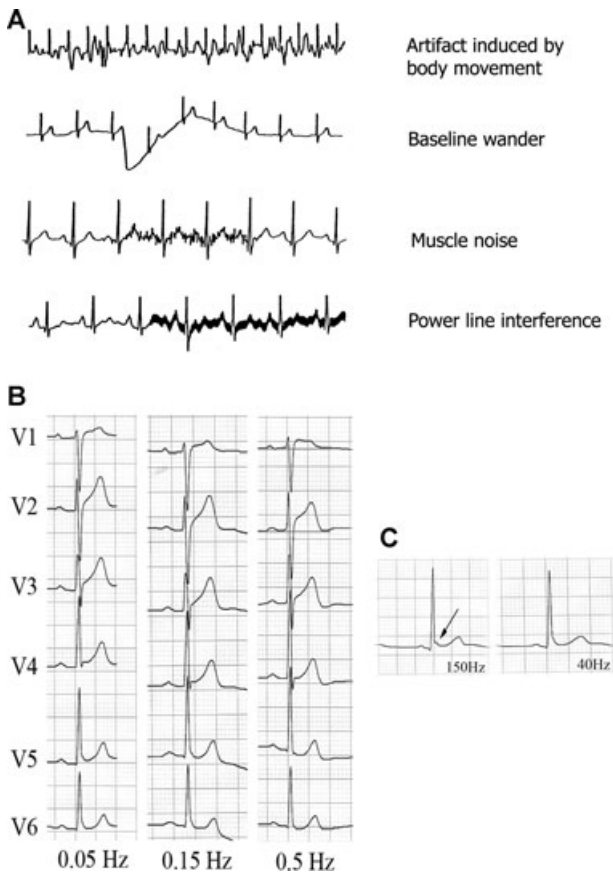 A
Artifact induced by
body movement
Baseline wander
Muscle noise
Power line interference
B
V1
V2
V3
V4
V5
V6
0.05 Hz
0.15 Hz
0.5 Hz
C
150Hz
40Hz